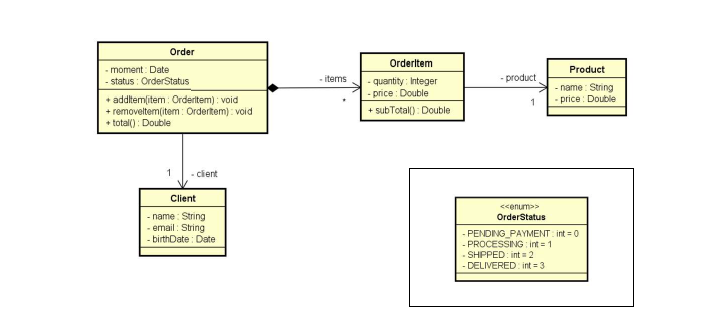 Order
- moment : Date
- status : OrderStatus
+ addItem(item : OrderItem) : void
+ removeItem(item : OrderItem) : void
+ total() : Double
- items
*
OrderItem
- quantity : Integer
- price : Double
+ subTotal() : Double
- product
1
Product
- name : String
- price : Double
1
- client
Client
- name : String
- email : String
- birthDate : Date
<<enum>>
OrderStatus
- PENDING_PAYMENT : int = 0
- PROCESSING : int = 1
- SHIPPED : int = 2
- DELIVERED : int = 3